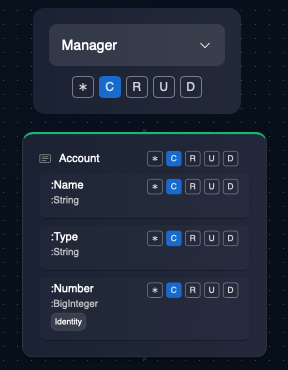 Manager
* C R U D
Account * C R U D
:Name * C R U D
:String
:Type * C R U D
:String
:Number * C R U D
:BigInteger
Identity